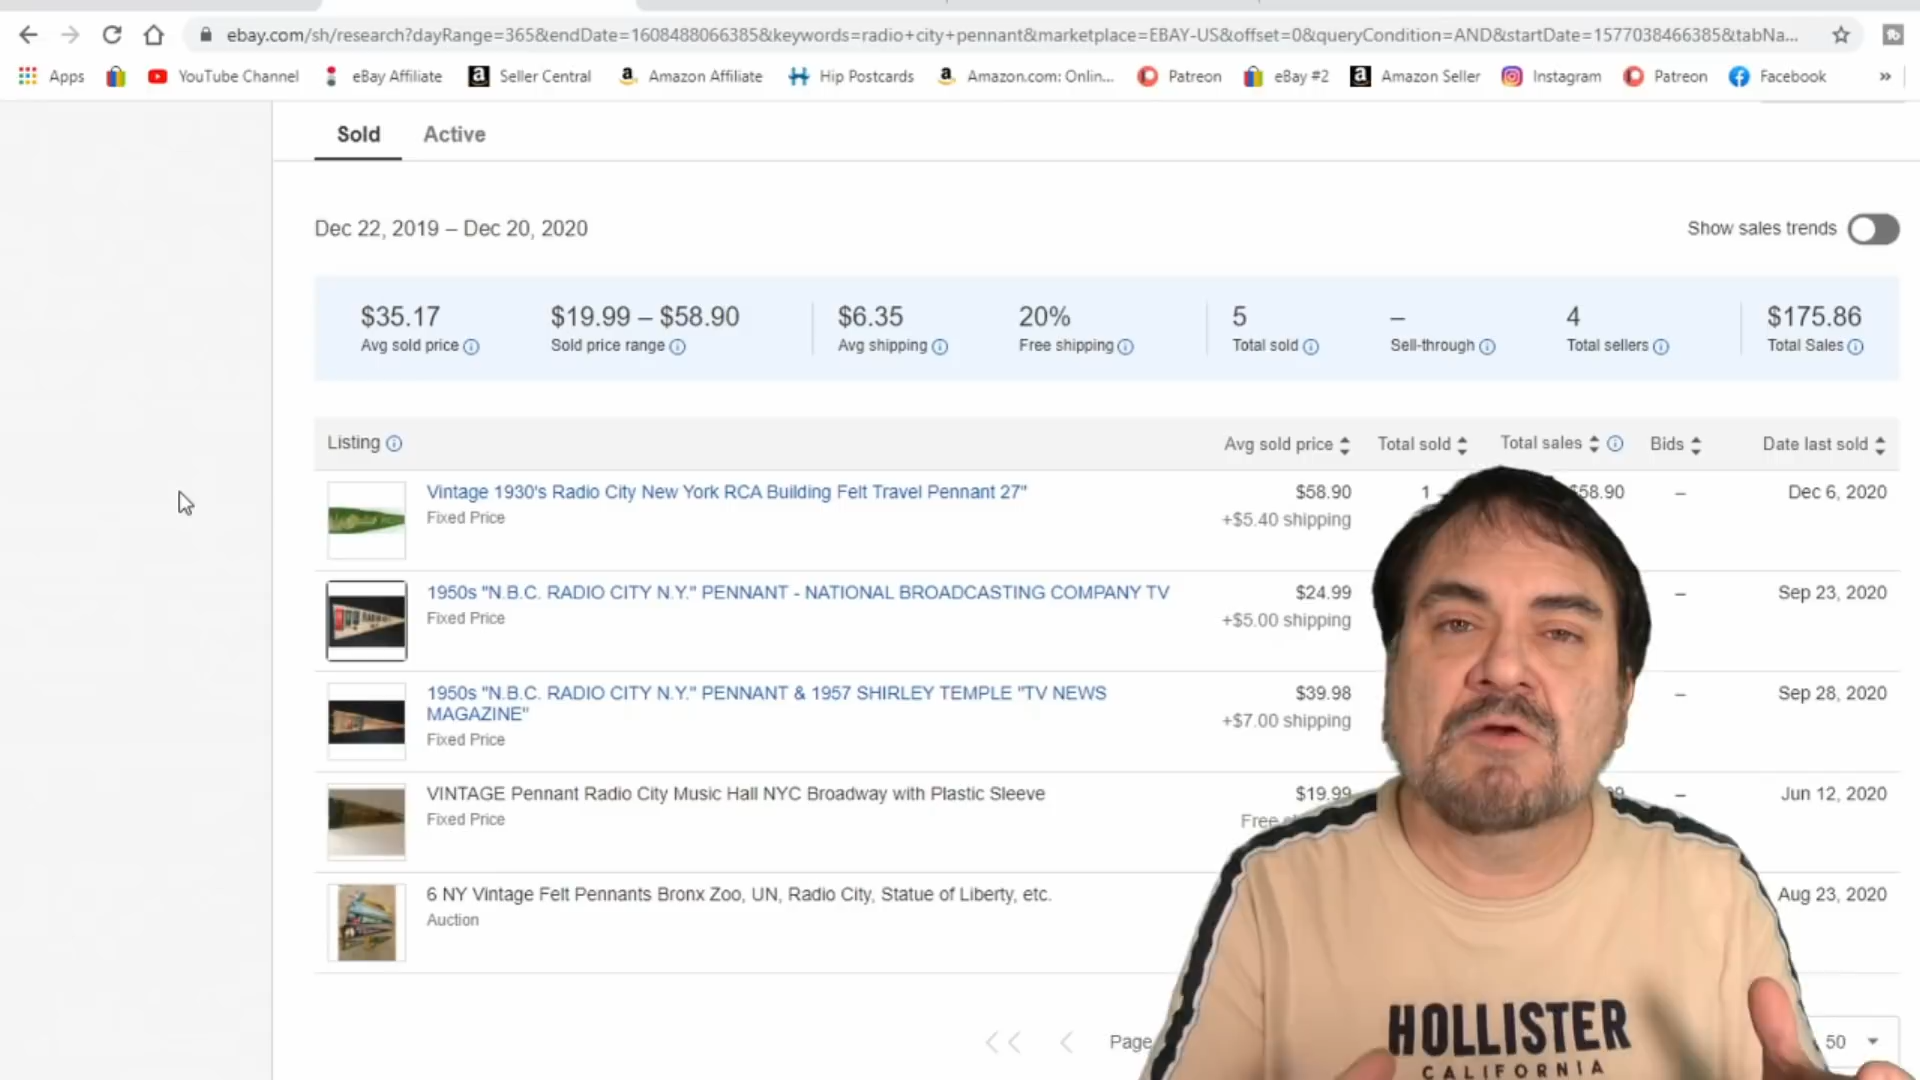 ebay.com/sh/research?dayRange=365&endDate=1608488066385&keywords=radio+city+pennant&marketplace=EBAY-US&offset=0&queryCondition=AND&startDate=1577038466385&tabNa...
Apps YouTube Channel eBay Affiliate Seller Central Amazon Affiliate Hip Postcards Amazon.com: Onlin... Patreon eBay #2 Amazon Seller Instagram Patreon Facebook »
Sold Active
Dec 22, 2019 – Dec 20, 2020 Show sales trends
$35.17 $19.99 – $58.90 $6.35 20% 5 – 4 $175.86
Avg sold price Sold price range Avg shipping Free shipping Total sold Sell-through Total sellers Total Sales
Listing Avg sold price Total sold Total sales Bids Date last sold
Vintage 1930's Radio City New York RCA Building Felt Travel Pennant 27" $58.90 1 $58.90 – Dec 6, 2020
Fixed Price +$5.40 shipping
1950s "N.B.C. RADIO CITY N.Y." PENNANT - NATIONAL BROADCASTING COMPANY TV $24.99 – Sep 23, 2020
Fixed Price +$5.00 shipping
1950s "N.B.C. RADIO CITY N.Y." PENNANT & 1957 SHIRLEY TEMPLE "TV NEWS $39.98 – Sep 28, 2020
MAGAZINE" +$7.00 shipping
Fixed Price
VINTAGE Pennant Radio City Music Hall NYC Broadway with Plastic Sleeve $19.99 – Jun 12, 2020
Fixed Price Free
6 NY Vintage Felt Pennants Bronx Zoo, UN, Radio City, Statue of Liberty, etc. Aug 23, 2020
Auction
Page 50
HOLLISTER
CALIFORNIA